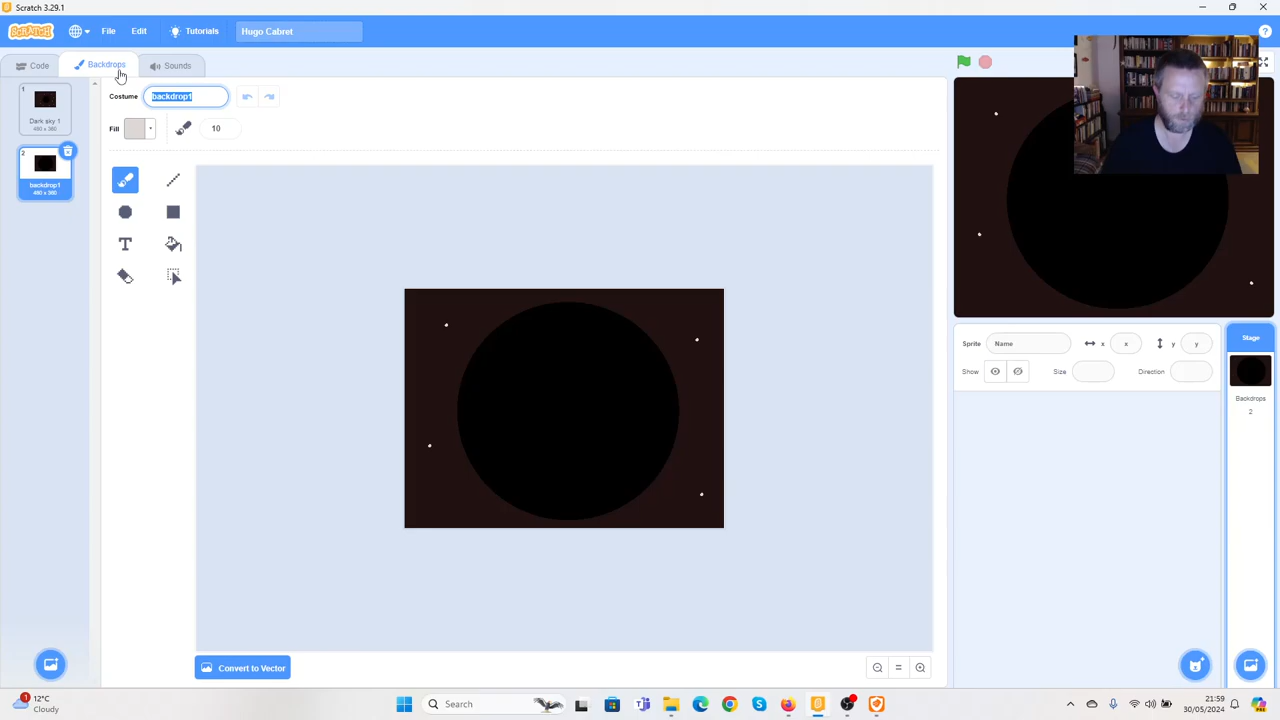 Scratch 3.29.1
SCRATCH File Edit Tutorials Hugo Cabret
Code Backdrops Sounds
1
Dark sky 1
480 x 360
2
backdrop1
480 x 360
Costume backdrop1
Fill 10
T
Convert to Vector
Sprite Name x x y y
Show Size Direction
Stage
Backdrops
2
12°C
Cloudy
Search
21:59
30/05/2024